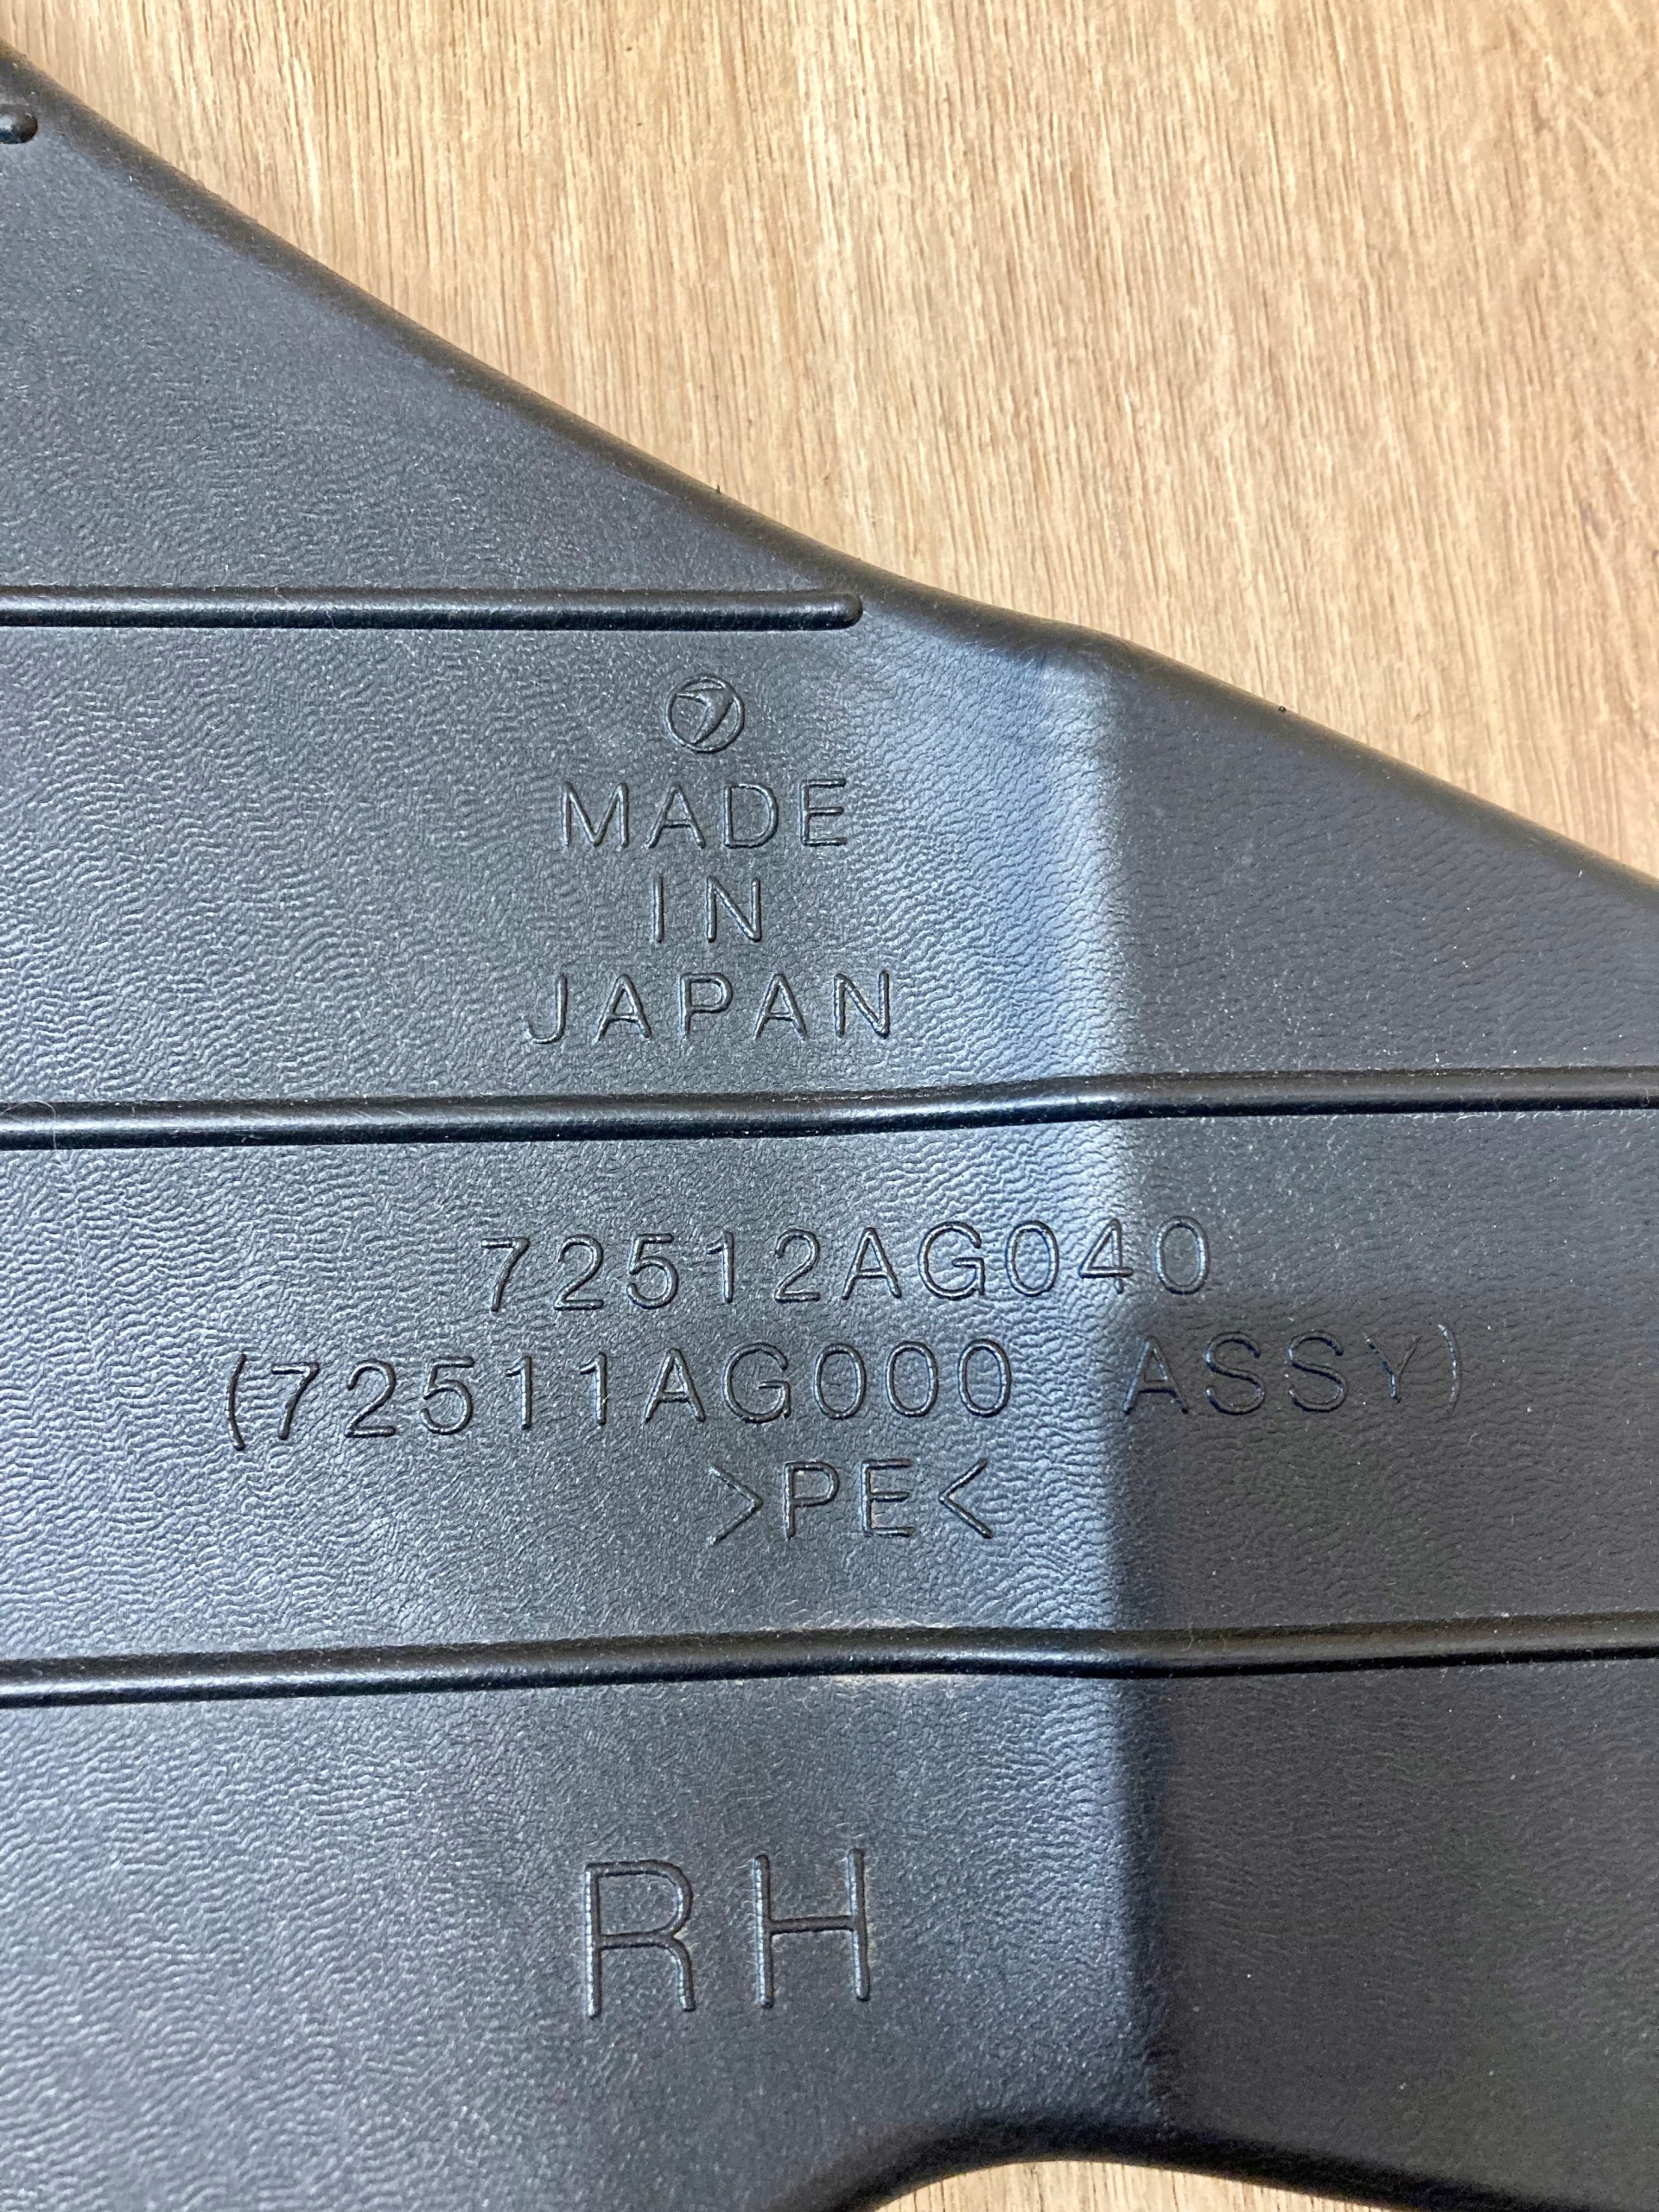 MADE
IN
JAPAN
72512AG040
(72511AG000 ASSY)
>PE<
RH